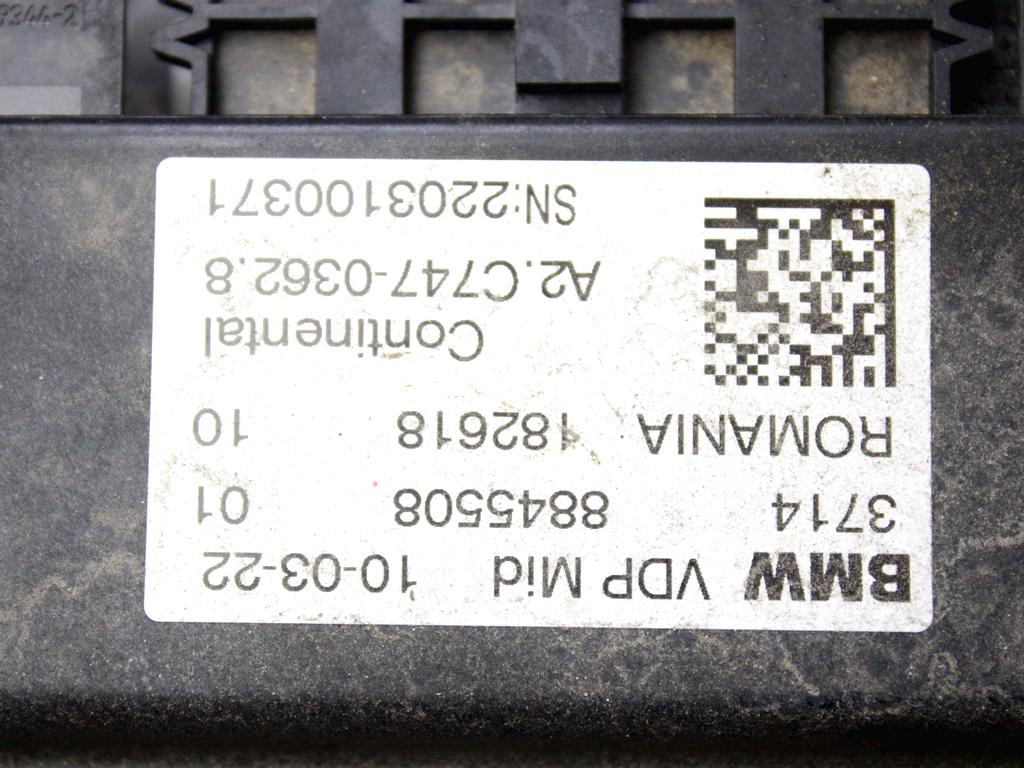 BMW VDP Mid 10-03-22
3714 8845508 01
ROMANIA 182618 10
Continental
A2.C747-0362.8
SN:2203100371